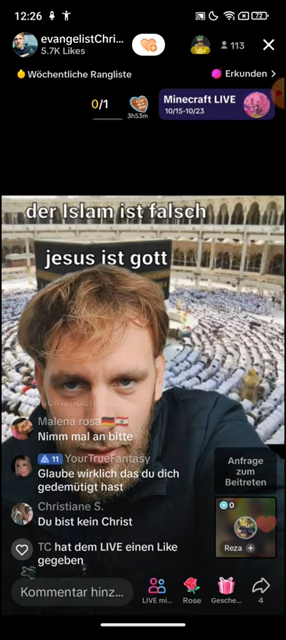 12:26
72
evangelistChri...
5.7K Likes
113
Wöchentliche Rangliste
Erkunden >
0/1
3h53m
Minecraft LIVE
10/15-10/23
der Islam ist falsch
jesus ist gott
Malena rosa
Nimm mal an bitte
11 YourTrueFantasy
Glaube wirklich das du dich
gedemütigt hast
Christiane S.
Du bist kein Christ
TC hat dem LIVE einen Like
gegeben
Anfrage
zum
Beitreten
0
Reza +
Kommentar hinz...
LIVE mi...
Rose
Gesche...
4